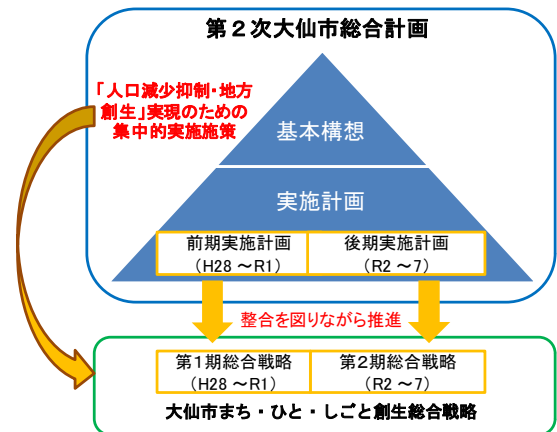 第２次大仙市総合計画
「人口減少抑制・地方
創生」実現のための
集中的実施施策
基本構想
実施計画
前期実施計画
（H28 ～R1）
後期実施計画
（R2 ～7）
整合を図りながら推進
第１期総合戦略
（H28 ～R1）
第２期総合戦略
（R2 ～7）
大仙市まち・ひと・しごと創生総合戦略